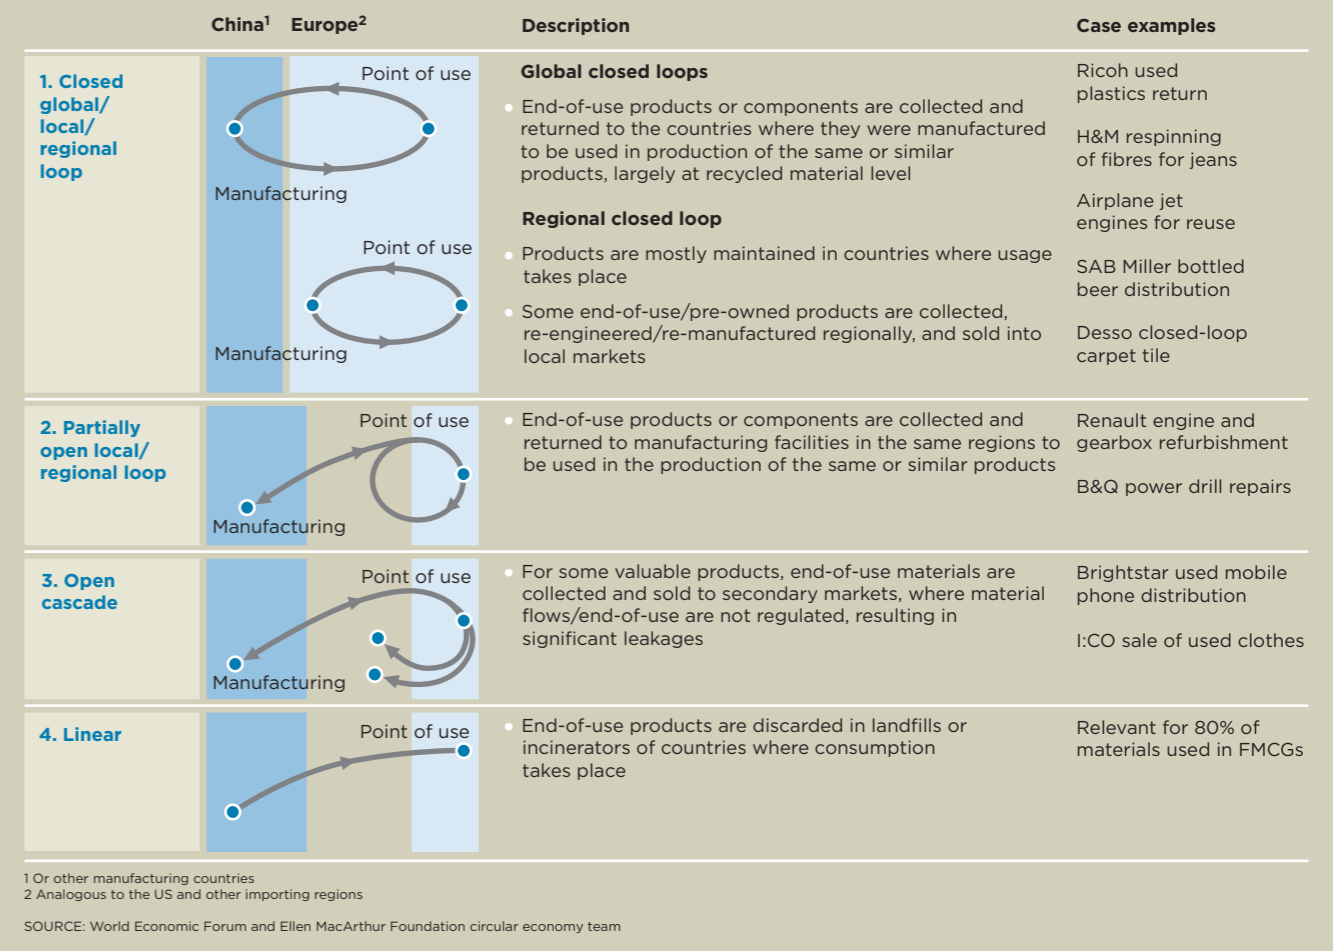 China1 Europe2 Description Case examples
1. Closed
global/
local/
regional
loop
Point of use
Manufacturing
Point of use
Manufacturing
Global closed loops
• End-of-use products or components are collected and
returned to the countries where they were manufactured
to be used in production of the same or similar
products, largely at recycled material level
Regional closed loop
• Products are mostly maintained in countries where usage
takes place
• Some end-of-use/pre-owned products are collected,
re-engineered/re-manufactured regionally, and sold into
local markets
Ricoh used
plastics return
H&M respinning
of fibres for jeans
Airplane jet
engines for reuse
SAB Miller bottled
beer distribution
Desso closed-loop
carpet tile
2. Partially
open local/
regional loop
Point of use
Manufacturing
• End-of-use products or components are collected and
returned to manufacturing facilities in the same regions to
be used in the production of the same or similar products
Renault engine and
gearbox refurbishment
B&Q power drill repairs
3. Open
cascade
Point of use
Manufacturing
• For some valuable products, end-of-use materials are
collected and sold to secondary markets, where material
flows/end-of-use are not regulated, resulting in
significant leakages
Brightstar used mobile
phone distribution
I:CO sale of used clothes
4. Linear
Point of use
• End-of-use products are discarded in landfills or
incinerators of countries where consumption
takes place
Relevant for 80% of
materials used in FMCGs
1 Or other manufacturing countries
2 Analogous to the US and other importing regions
SOURCE: World Economic Forum and Ellen MacArthur Foundation circular economy team